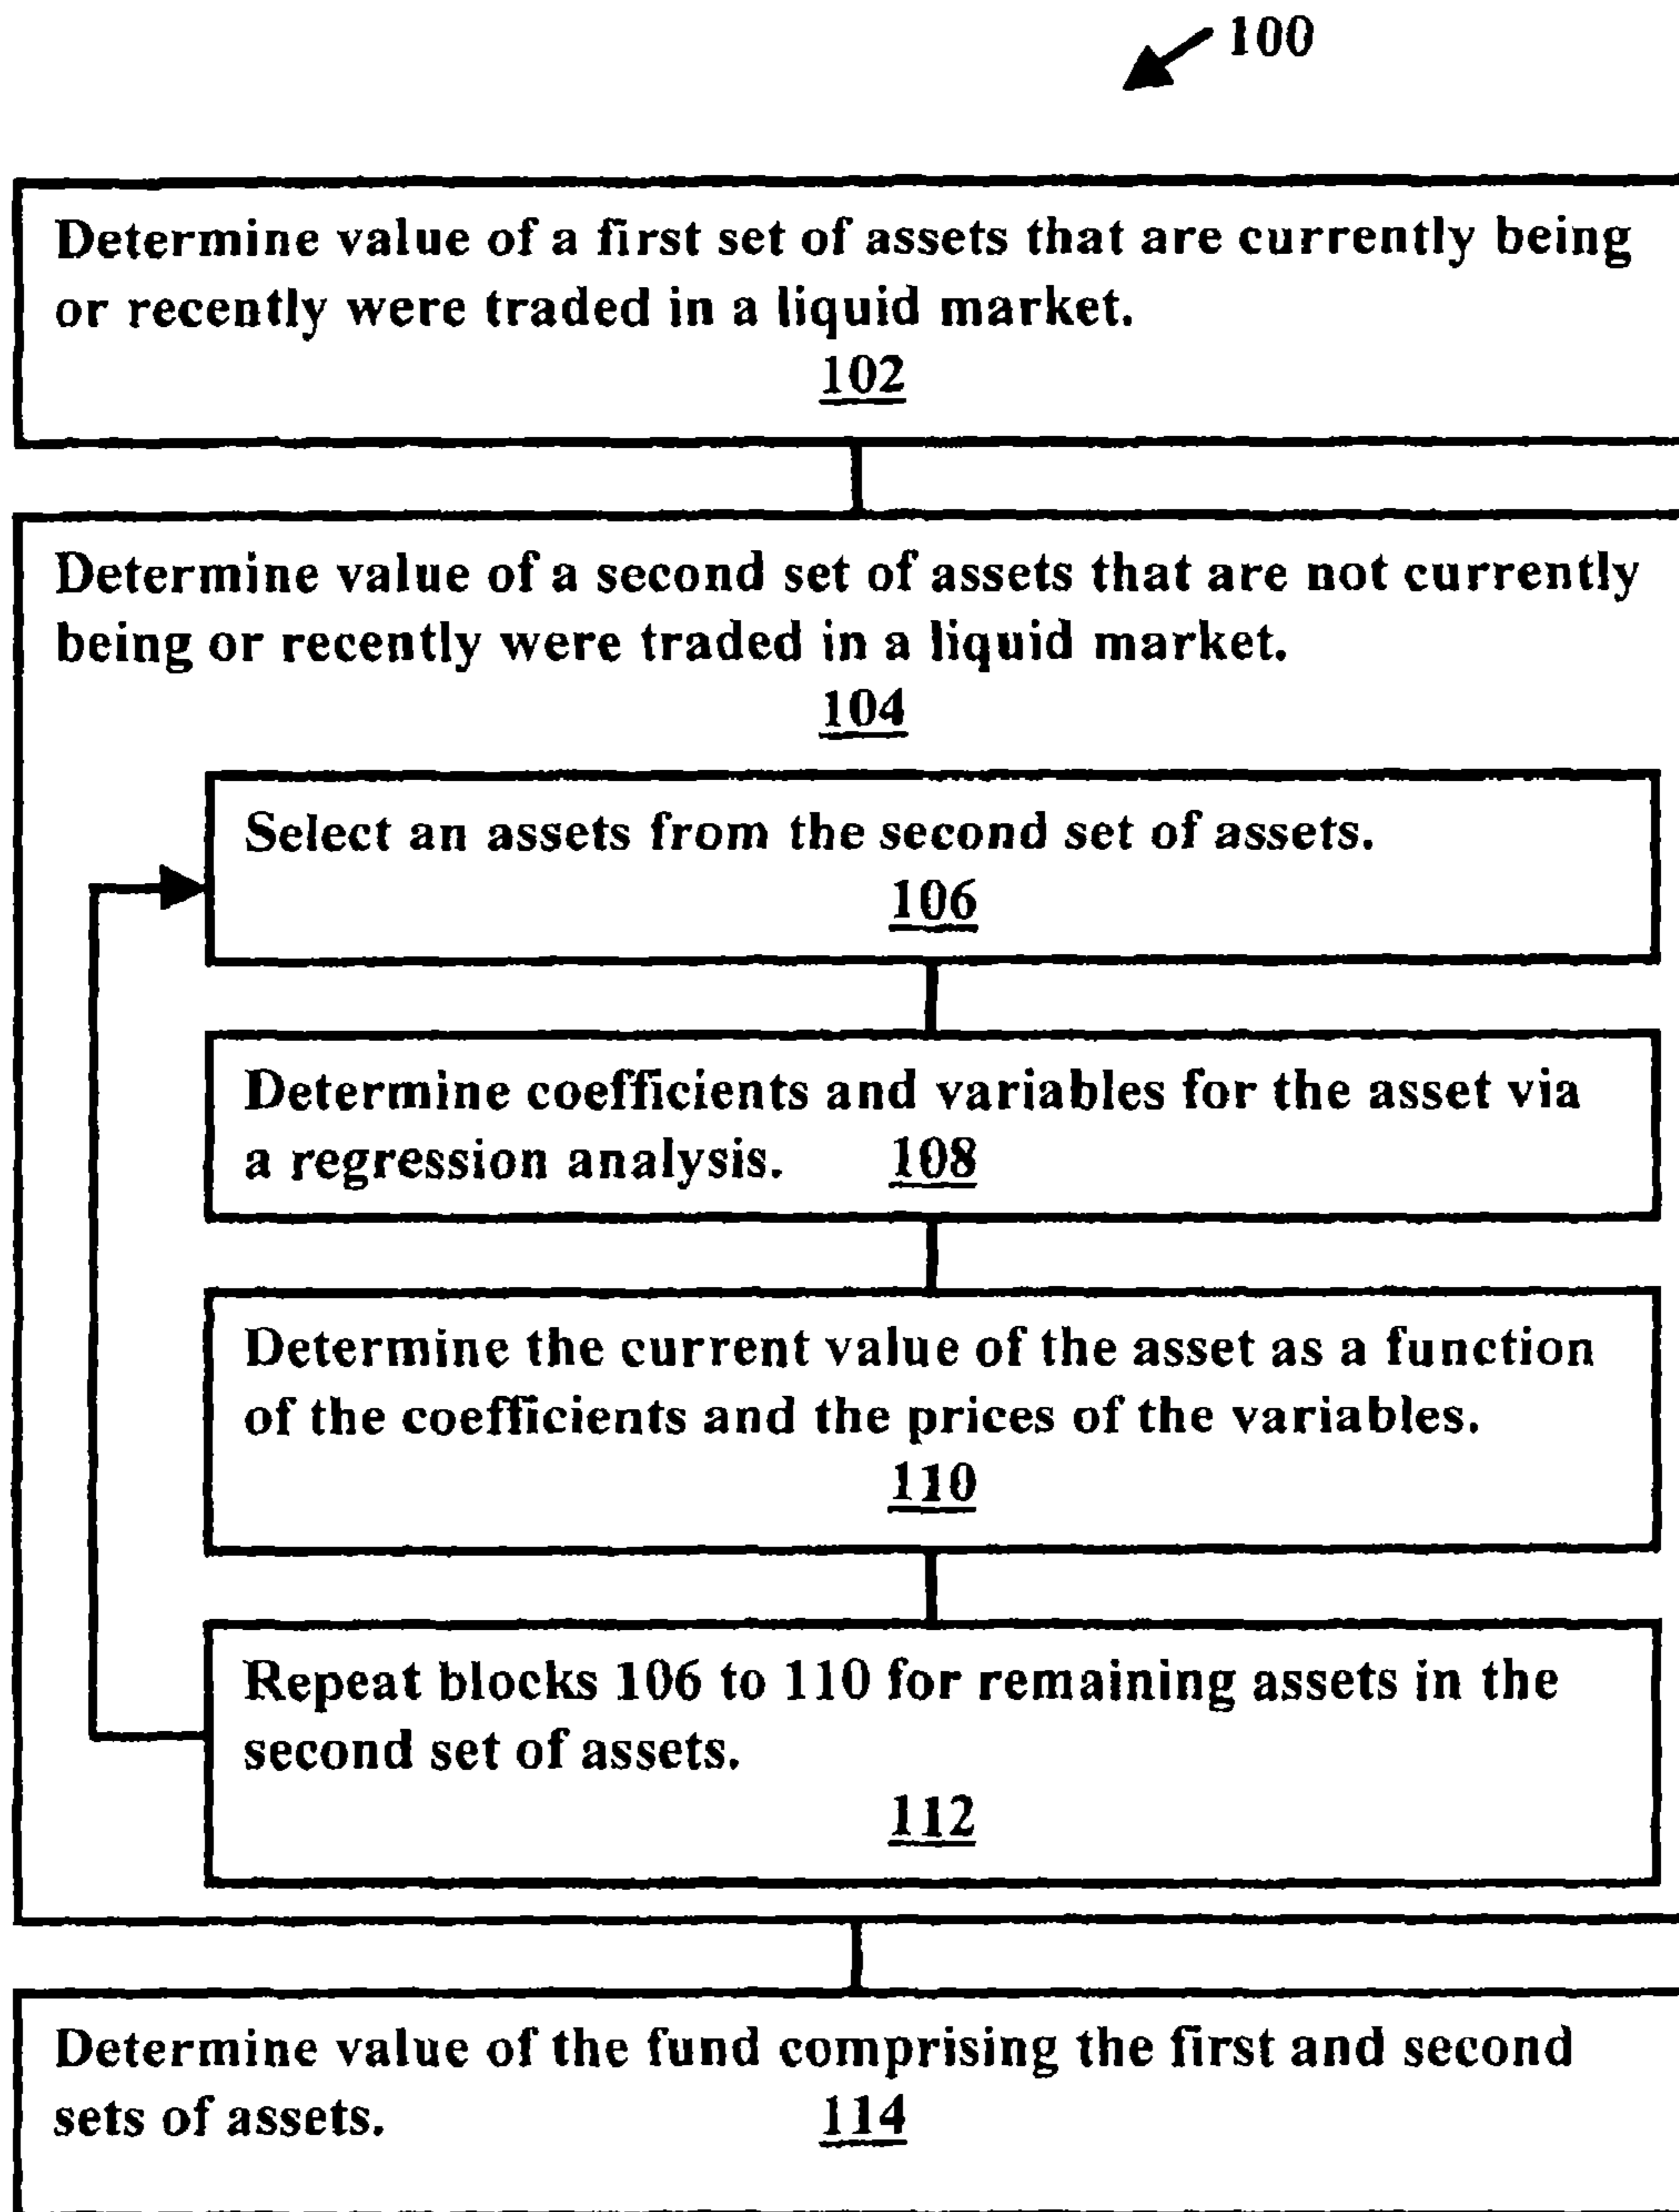 100
Determine value of a first set of assets that are currently being
or recently were traded in a liquid market.
102
Determine value of a second set of assets that are not currently
being or recently were traded in a liquid market.
104
Select an assets from the second set of assets.
106
Determine coefficients and variables for the asset via
a regression analysis. 108
Determine the current value of the asset as a function
of the coefficients and the prices of the variables.
110
Repeat blocks 106 to 110 for remaining assets in the
second set of assets.
112
Determine value of the fund comprising the first and second
sets of assets. 114